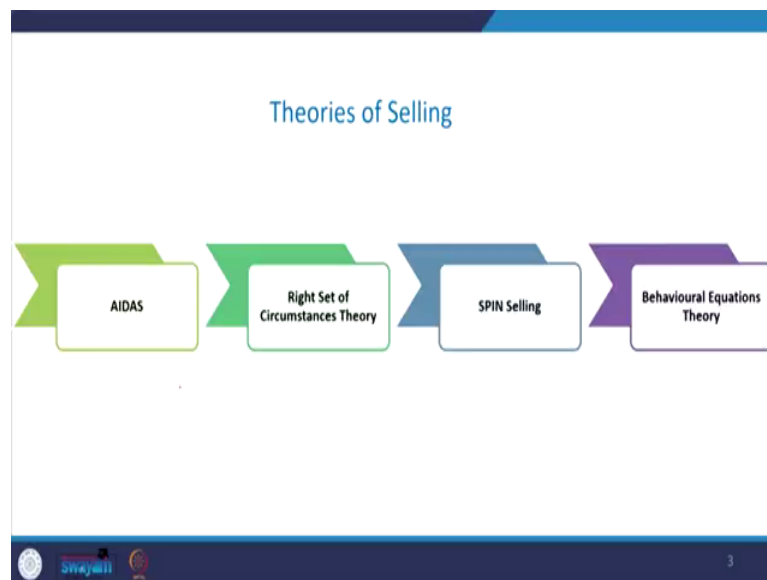 Theories of Selling
AIDAS
Right Set of
Circumstances Theory
SPIN Selling
Behavioural Equations
Theory
swayam
3